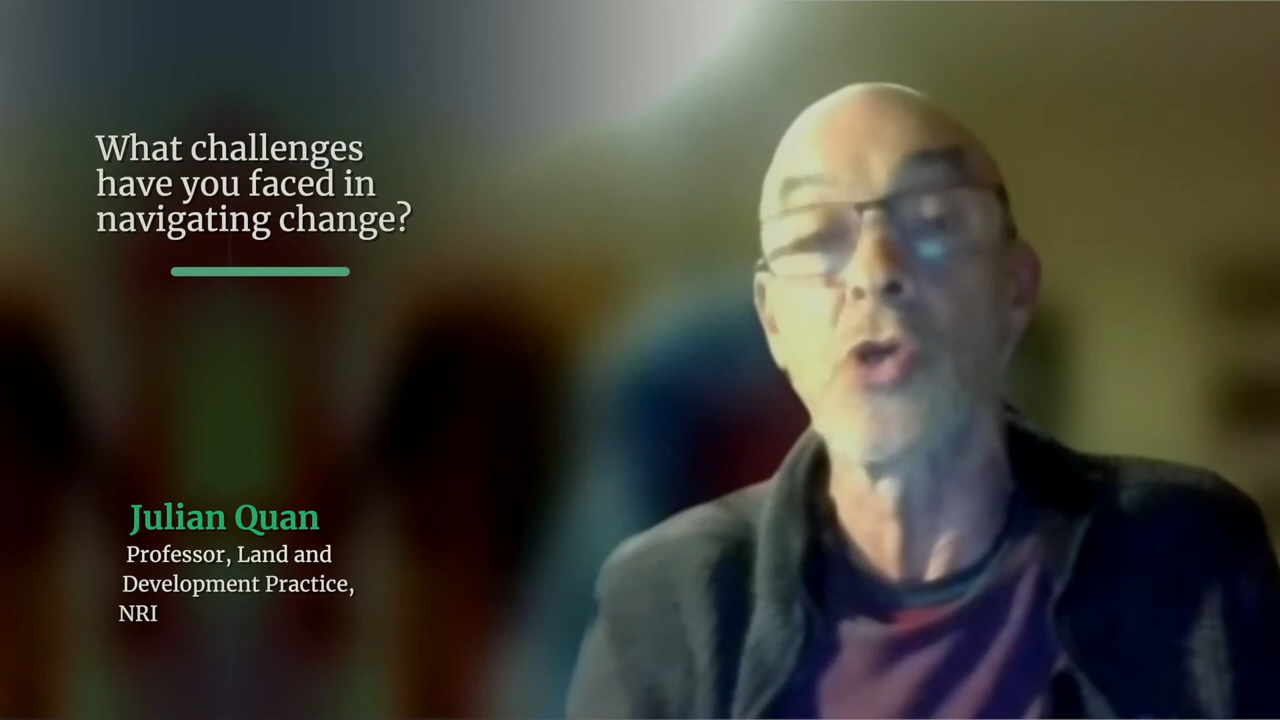 What challenges
have you faced in
navigating change?
Julian Quan
Professor, Land and
Development Practice,
NRI